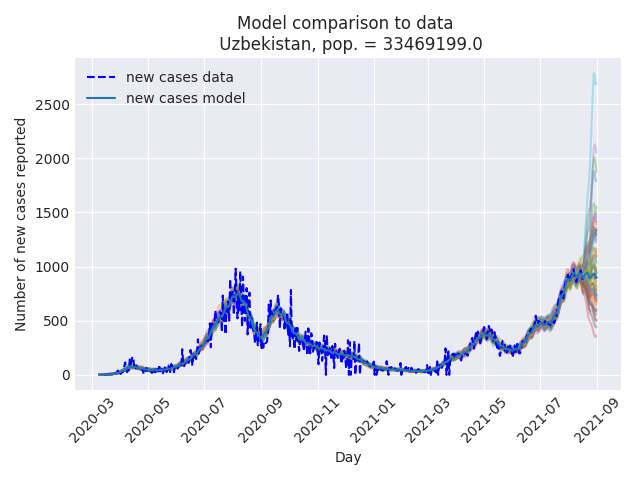 Model comparison to data
Uzbekistan, pop. = 33469199.0
new cases data
new cases model
Number of new cases reported
2500
2000
1500
1000
500
0
2020-03
2020-05
2020-07
2020-09
2020-11
2021-01
2021-03
2021-05
2021-07
2021-09
Day